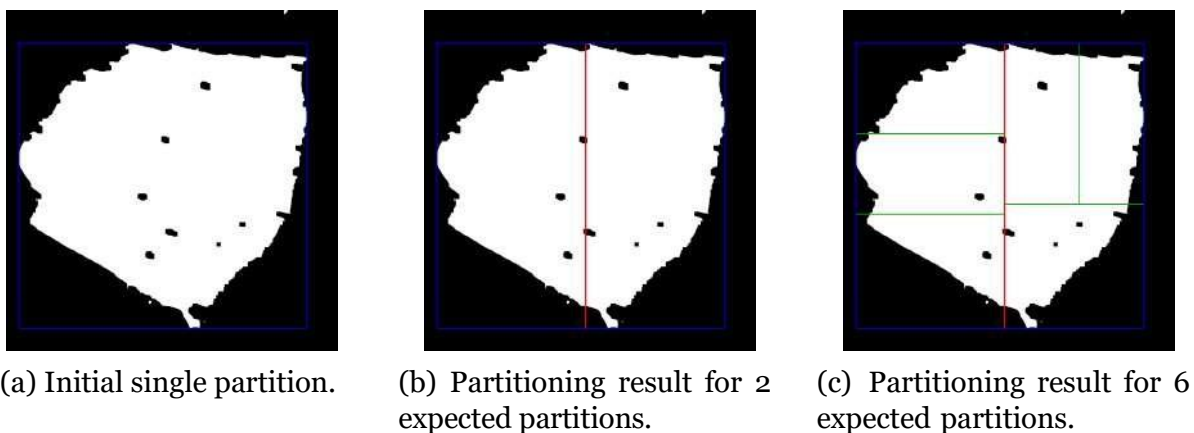 (a) Initial single partition.
(b) Partitioning result for 2
expected partitions.
(c) Partitioning result for 6
expected partitions.